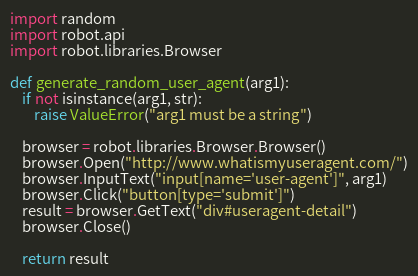 import random
import robot.api
import robot.libraries.Browser

def generate_random_user_agent(arg1):
    if not isinstance(arg1, str):
        raise ValueError("arg1 must be a string")

    browser = robot.libraries.Browser.Browser()
    browser.Open("http://www.whatismyuseragent.com/")
    browser.InputText("input[name='user-agent']", arg1)
    browser.Click("button[type='submit']")
    result = browser.GetText("div#useragent-detail")
    browser.Close()

    return result